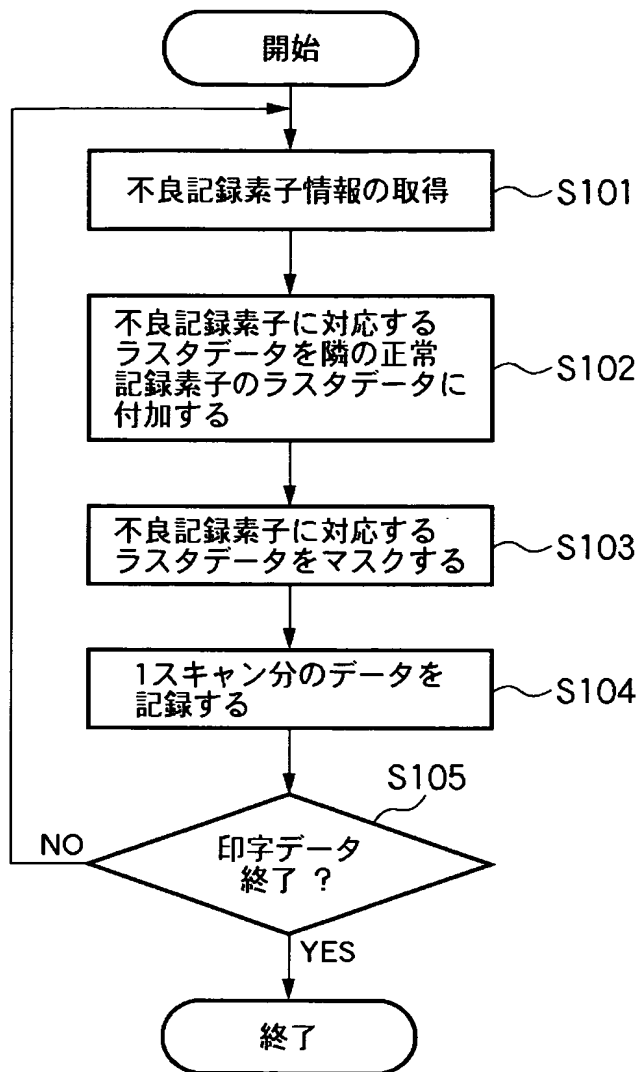 開始
不良記録素子情報の取得
S101
不良記録素子に対応する
ラスタデータを隣の正常
記録素子のラスタデータに
付加する
S102
不良記録素子に対応する
ラスタデータをマスクする
S103
1スキャン分のデータを
記録する
S104
S105
印字データ
終了 ?
NO
YES
終了